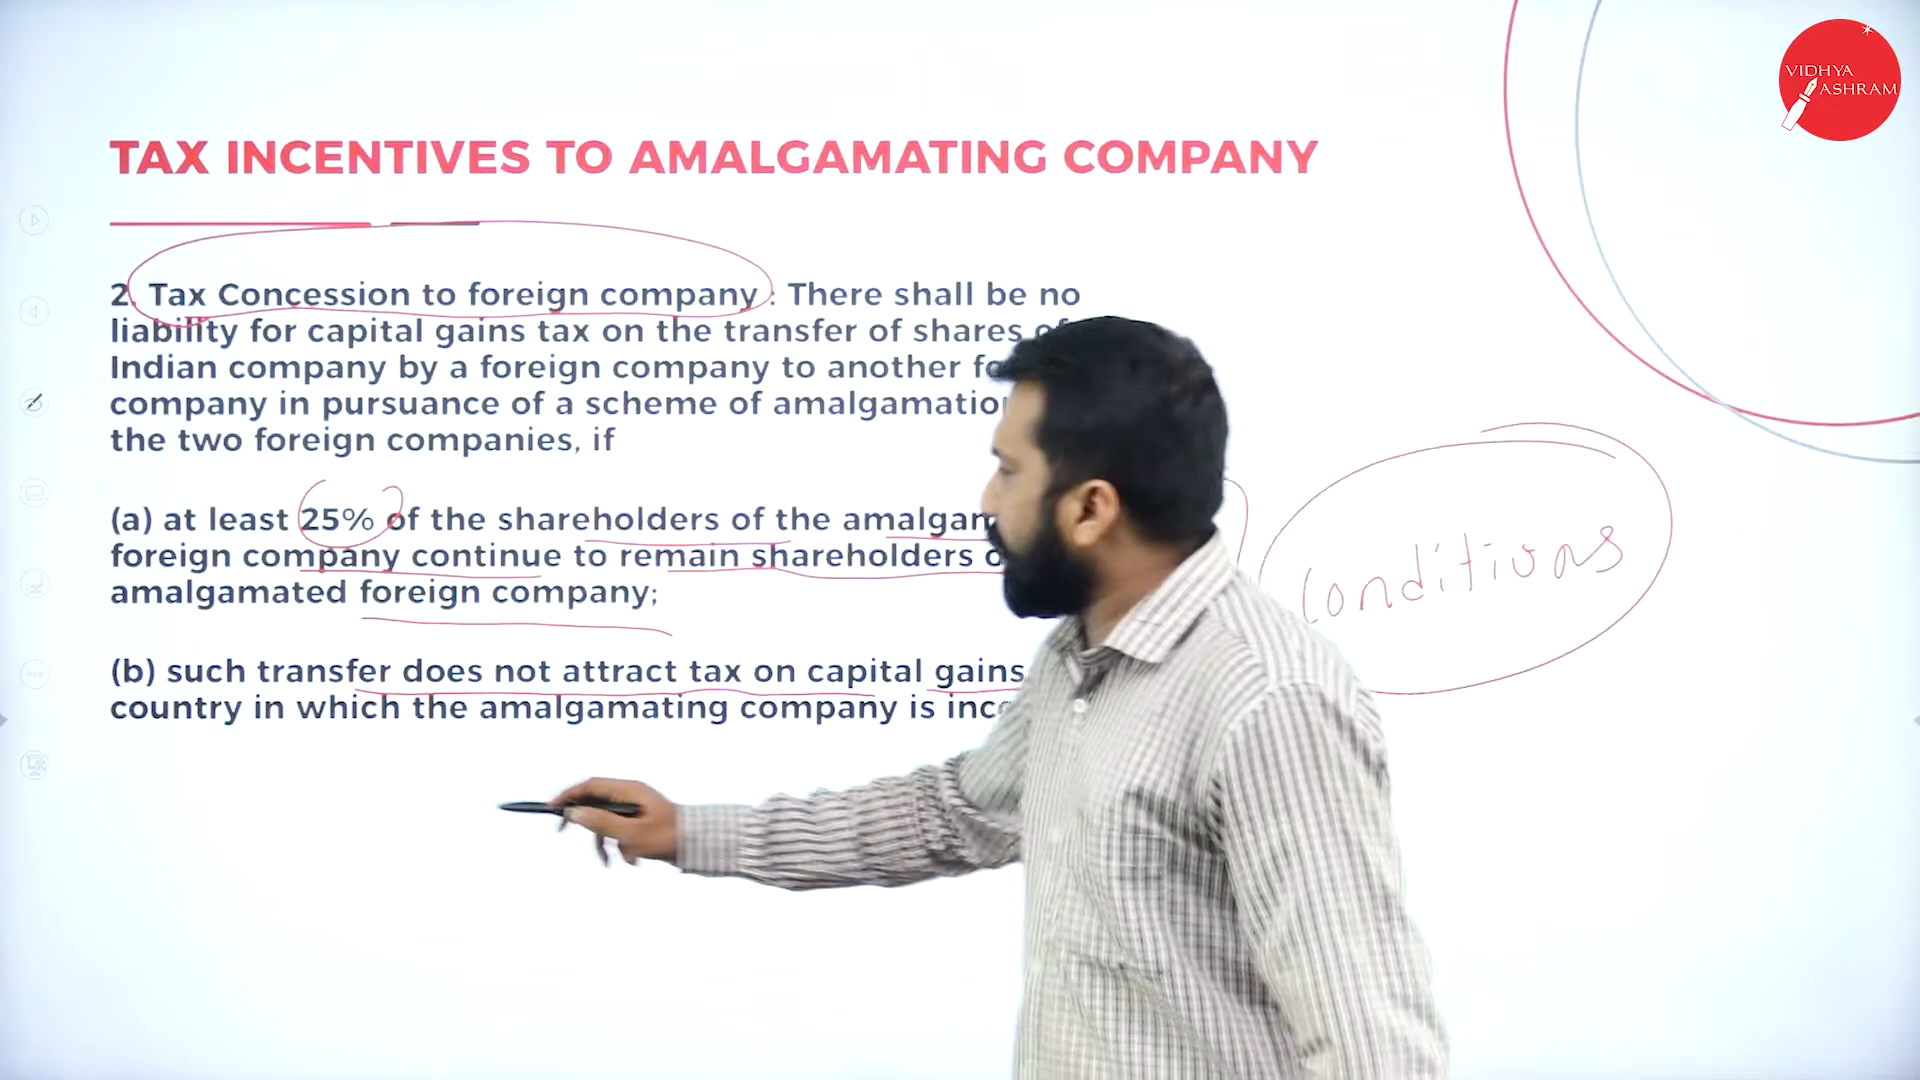 VIDHYA
ASHRAM
TAX INCENTIVES TO AMALGAMATING COMPANY
2. Tax Concession to foreign company : There shall be no
liability for capital gains tax on the transfer of shares of
Indian company by a foreign company to another
company in pursuance of a scheme of
the two foreign companies, if
(a) at least 25% of the shareholders of the
foreign company continue to remain shareholders
amalgamated foreign company;
(b) such transfer does not attract tax on capital gains
country in which the amalgamating company is
conditions